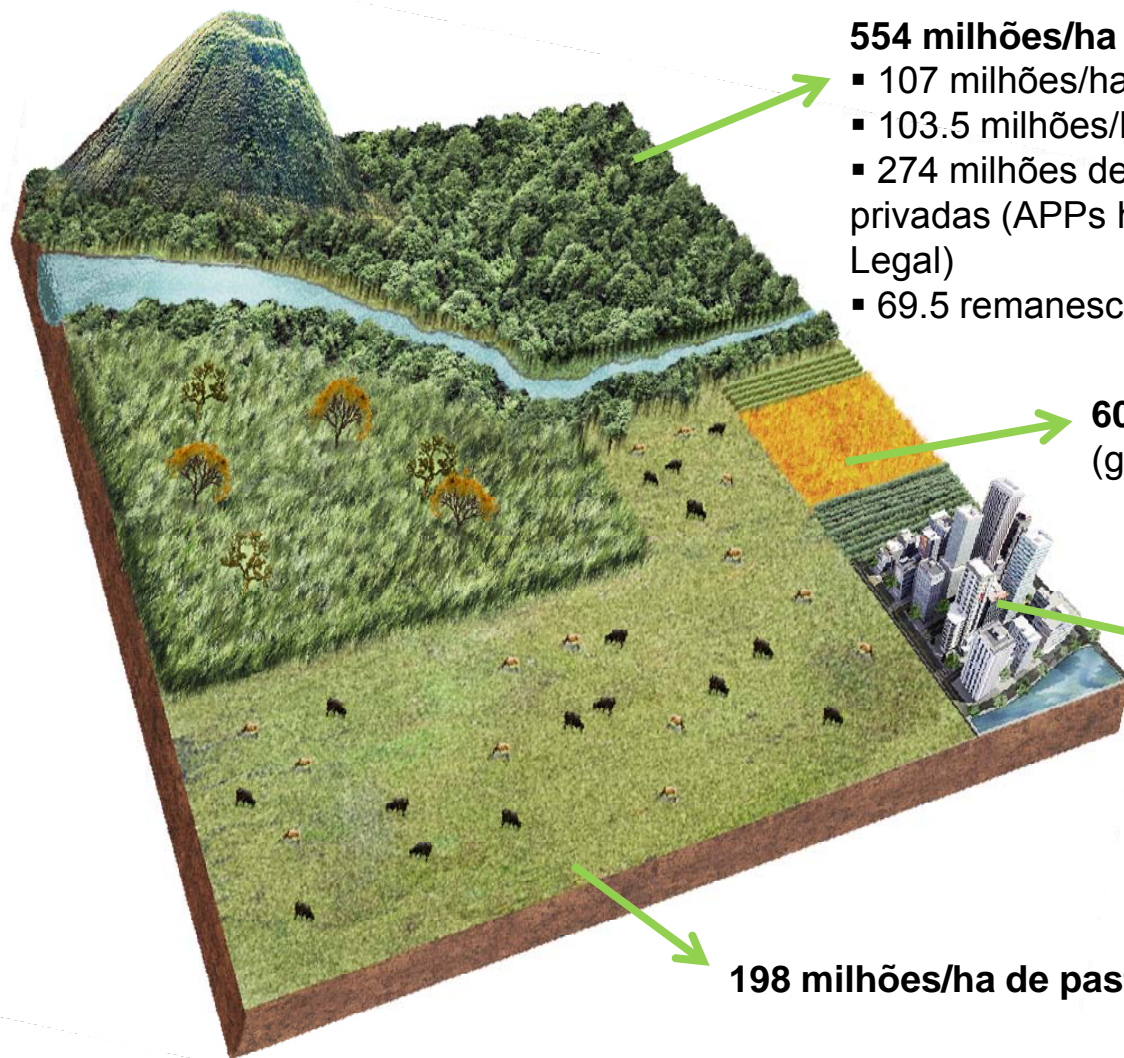 554 milhões/ha
▪ 107 milhões/ha
▪ 103.5 milhões/
▪ 274 milhões de
privadas (APPs
Legal)
▪ 69.5 remanesc
60
(g
198 milhões/ha de pas